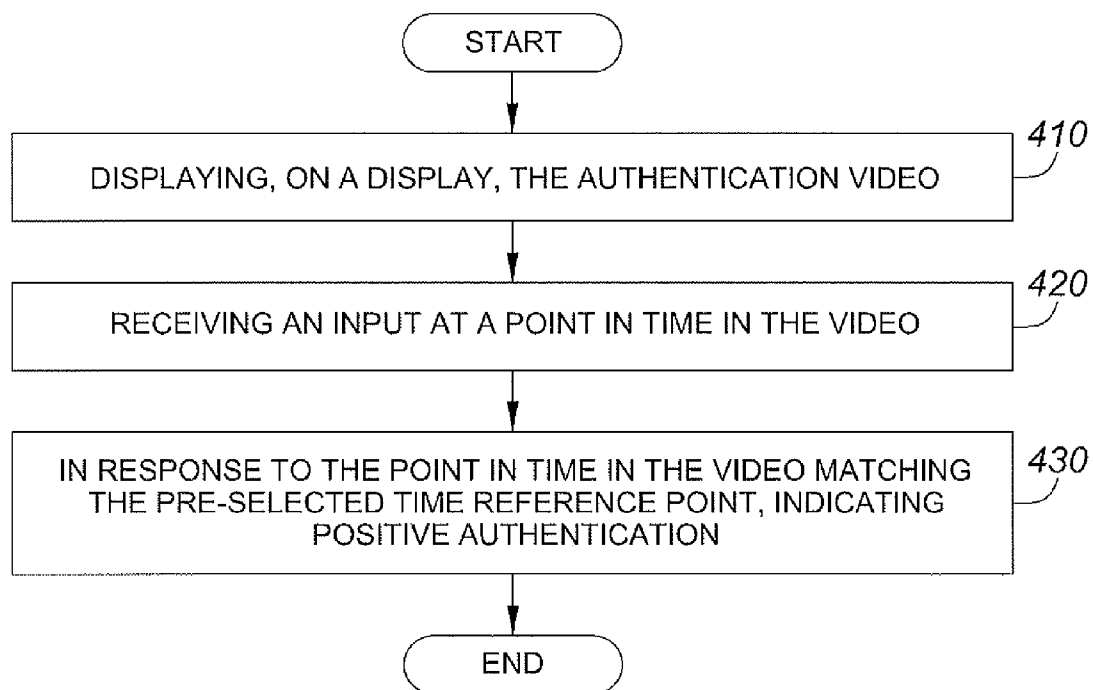 START
410
DISPLAYING, ON A DISPLAY, THE AUTHENTICATION VIDEO
420
RECEIVING AN INPUT AT A POINT IN TIME IN THE VIDEO
430
IN RESPONSE TO THE POINT IN TIME IN THE VIDEO MATCHING
THE PRE-SELECTED TIME REFERENCE POINT, INDICATING
POSITIVE AUTHENTICATION
END